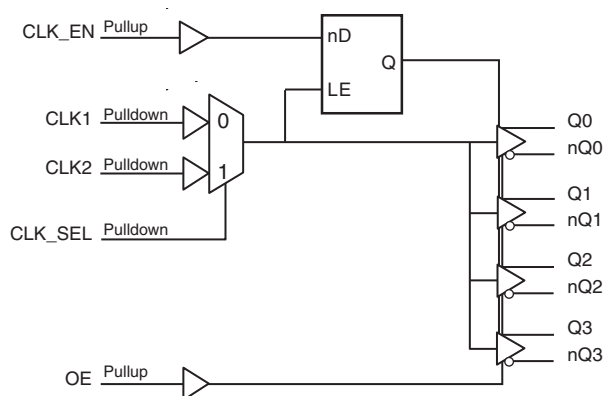 CLK_EN Pullup
nD
Q
LE
CLK1 Pulldown
0
CLK2 Pulldown
1
CLK_SEL Pulldown
Q0
nQ0
Q1
nQ1
Q2
nQ2
Q3
nQ3
OE Pullup